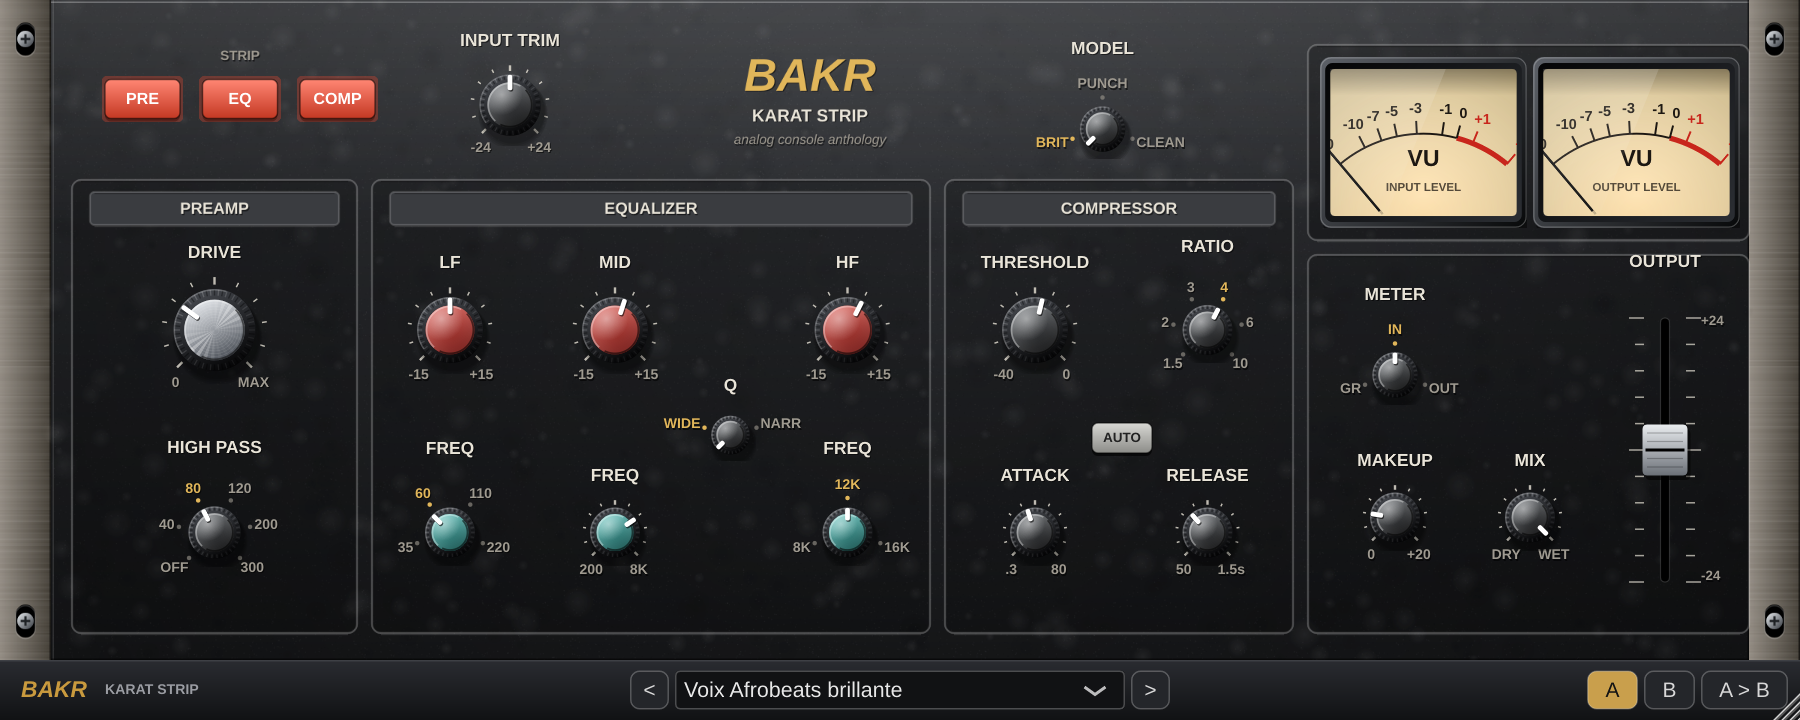 STRIP
PRE EQ COMP
INPUT TRIM
-24 +24
BAKR
KARAT STRIP
analog console anthology
MODEL
PUNCH
BRIT CLEAN
-10 -7 -5 -3 -1 0 +1
VU
INPUT LEVEL
-10 -7 -5 -3 -1 0 +1
VU
OUTPUT LEVEL
PREAMP
DRIVE
0 MAX
HIGH PASS
80 120
40 200
OFF 300
EQUALIZER
LF MID HF
-15 +15 -15 +15 -15 +15
Q
WIDE NARR
FREQ FREQ FREQ
60 110
35 220
200 8K
12K
8K 16K
COMPRESSOR
THRESHOLD
-40 0
RATIO
3 4
2 6
1.5 10
AUTO
ATTACK RELEASE
.3 80 50 1.5s
OUTPUT
METER
IN
GR OUT
+24
-24
MAKEUP MIX
0 +20 DRY WET
BAKR KARAT STRIP
< Voix Afrobeats brillante >
A B A > B